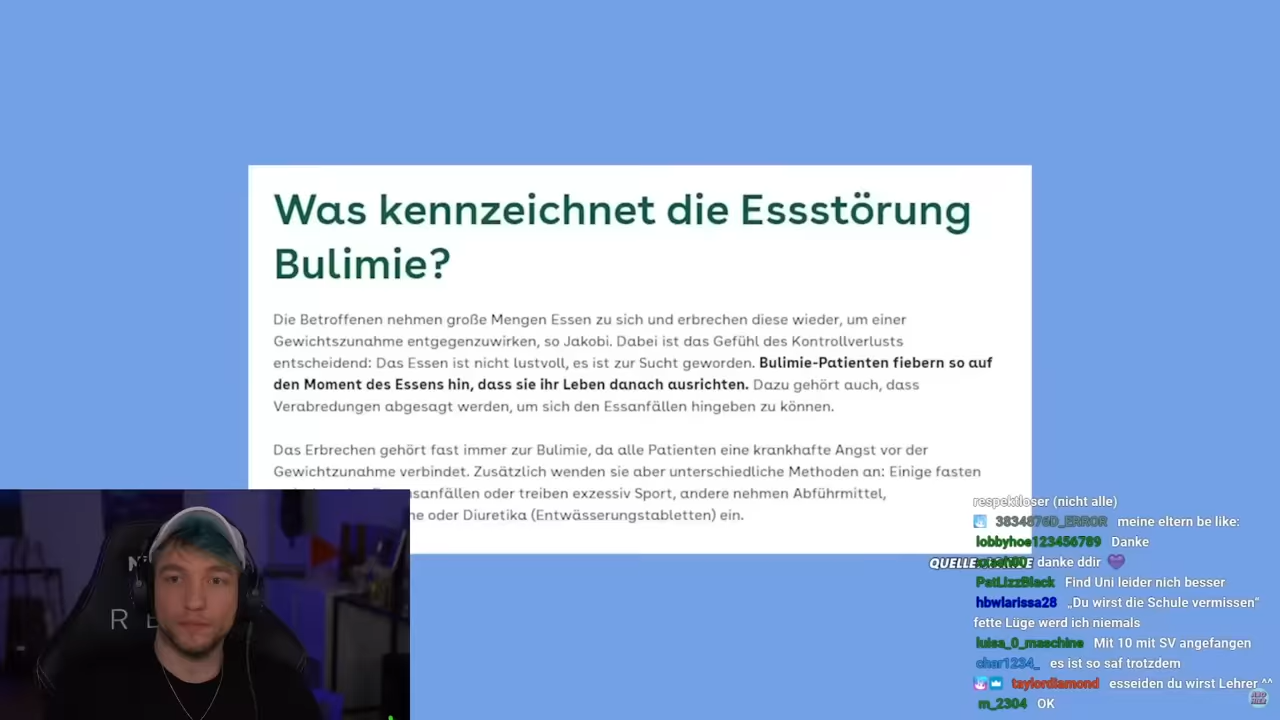 Was kennzeichnet die Essstörung
Bulimie?
Die Betroffenen nehmen große Mengen Essen zu sich und erbrechen diese wieder, um einer
Gewichtszunahme entgegenzuwirken, so Jakobi. Dabei ist das Gefühl des Kontrollverlusts
entscheidend: Das Essen ist nicht lustvoll, es ist zur Sucht geworden. Bulimie-Patienten fiebern so auf
den Moment des Essens hin, dass sie ihr Leben danach ausrichten. Dazu gehört auch, dass
Verabredungen abgesagt werden, um sich den Essanfällen hingeben zu können.
Das Erbrechen gehört fast immer zur Bulimie, da alle Patienten eine krankhafte Angst vor der
Gewichtzunahme verbindet. Zusätzlich wenden sie aber unterschiedliche Methoden an: Einige fasten
oder treiben exzessiv Sport, andere nehmen Abführmittel,
oder Diuretika (Entwässerungstabletten) ein.
QUELLE
R E
respektloser (nicht alle)
3834876D_ERROR meine eltern be like:
lobbyhoe123456789 Danke
danke ddir
PatLizzBlack Find Uni leider nich besser
hbwlarissa28 „Du wirst die Schule vermissen“
fette Lüge werd ich niemals
luisa_0_maschine Mit 10 mit SV angefangen
char1234_ es ist so saf trotzdem
taylordiamond esseiden du wirst Lehrer ^^
m_2304 OK